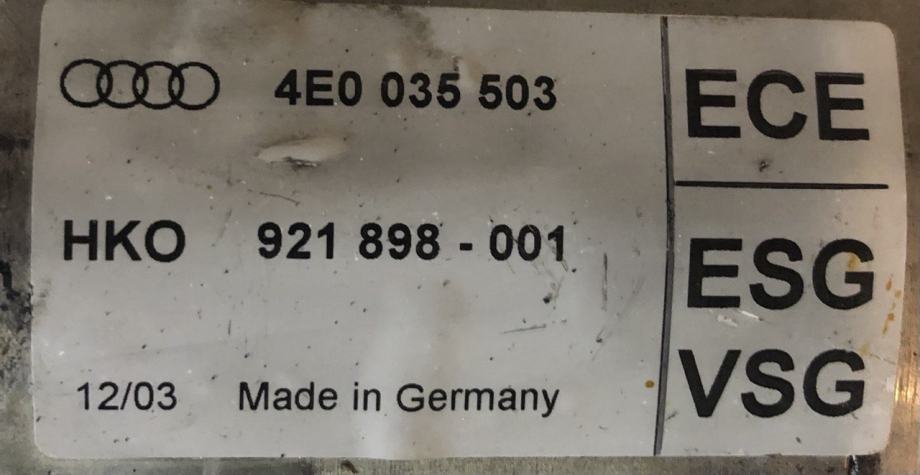 4E0 035 503
HKO 921 898 - 001
12/03 Made in Germany
ECE
ESG
VSG